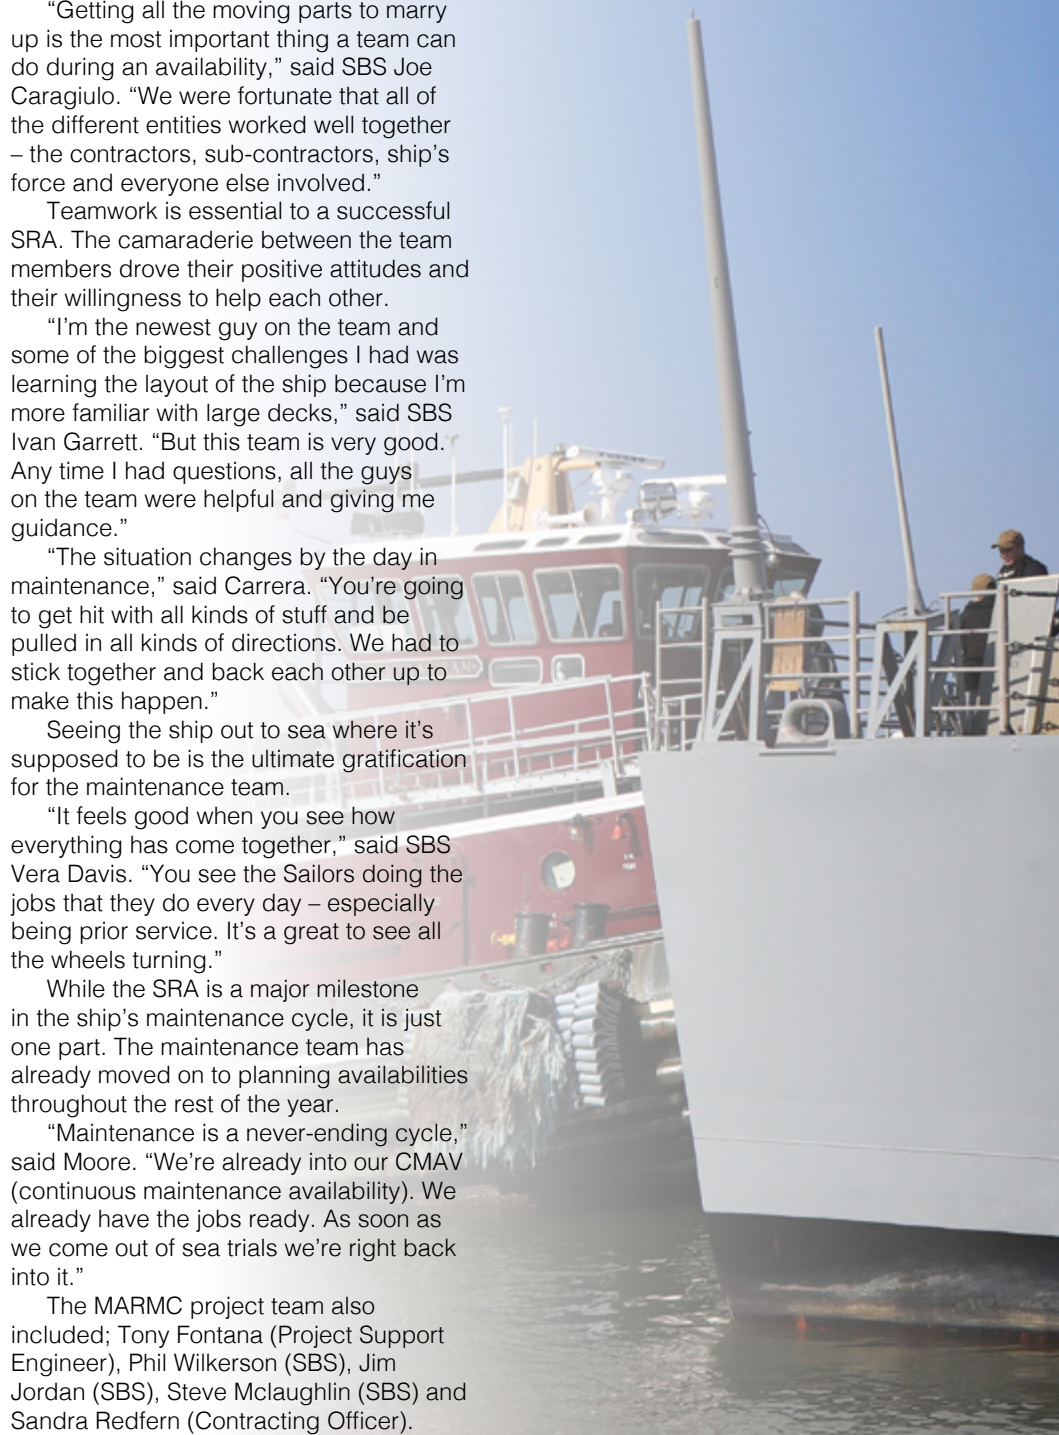 “Getting all the moving parts to marry
up is the most important thing a team can
do during an availability,” said SBS Joe
Caragiulo. “We were fortunate that all of
the different entities worked well together
– the contractors, sub-contractors, ship’s
force and everyone else involved.”
Teamwork is essential to a successful
SRA. The camaraderie between the team
members drove their positive attitudes and
their willingness to help each other.
“I’m the newest guy on the team and
some of the biggest challenges I had was
learning the layout of the ship because I’m
more familiar with large decks,” said SBS
Ivan Garrett. “But this team is very good.
Any time I had questions, all the guys
on the team were helpful and giving me
guidance.”
“The situation changes by the day in
maintenance,” said Carrera. “You’re going
to get hit with all kinds of stuff and be
pulled in all kinds of directions. We had to
stick together and back each other up to
make this happen.”
Seeing the ship out to sea where it’s
supposed to be is the ultimate gratification
for the maintenance team.
“It feels good when you see how
everything has come together,” said SBS
Vera Davis. “You see the Sailors doing the
jobs that they do every day – especially
being prior service. It’s a great to see all
the wheels turning.”
While the SRA is a major milestone
in the ship’s maintenance cycle, it is just
one part. The maintenance team has
already moved on to planning availabilities
throughout the rest of the year.
“Maintenance is a never-ending cycle,”
said Moore. “We’re already into our CMAV
(continuous maintenance availability). We
already have the jobs ready. As soon as
we come out of sea trials we’re right back
into it.”
The MARMC project team also
included; Tony Fontana (Project Support
Engineer), Phil Wilkerson (SBS), Jim
Jordan (SBS), Steve Mclaughlin (SBS) and
Sandra Redfern (Contracting Officer).